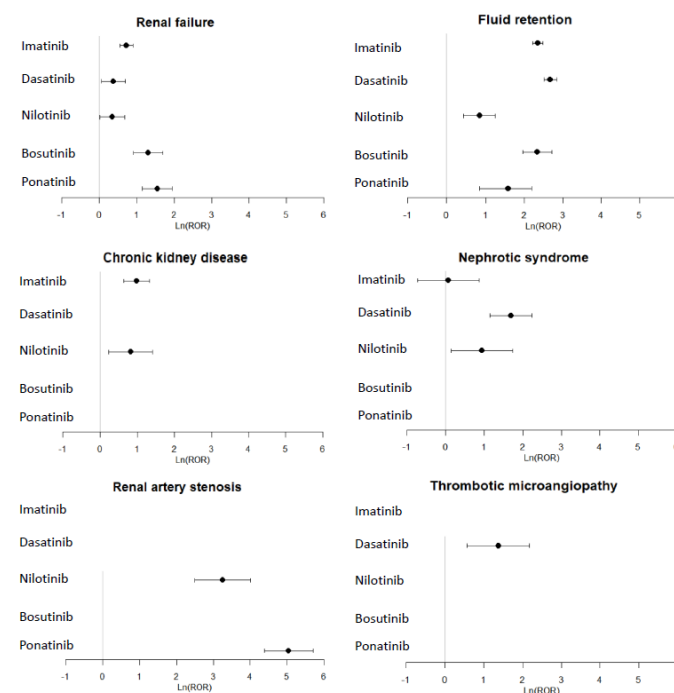 Renal failure
Imatinib
Dasatinib
Nilotinib
Bosutinib
Ponatinib
-1 0 1 2 3 4 5 6
Ln(ROR)
Fluid retention
Imatinib
Dasatinib
Nilotinib
Bosutinib
Ponatinib
-1 0 1 2 3 4 5
Ln(ROR)
Chronic kidney disease
Imatinib
Dasatinib
Nilotinib
Bosutinib
Ponatinib
-1 0 1 2 3 4 5 6
Ln(ROR)
Nephrotic syndrome
Imatinib
Dasatinib
Nilotinib
Bosutinib
Ponatinib
-1 0 1 2 3 4 5
Ln(ROR)
Renal artery stenosis
Imatinib
Dasatinib
Nilotinib
Bosutinib
Ponatinib
-1 0 1 2 3 4 5 6
Ln(ROR)
Thrombotic microangiopathy
Imatinib
Dasatinib
Nilotinib
Bosutinib
Ponatinib
-1 0 1 2 3 4 5
Ln(ROR)